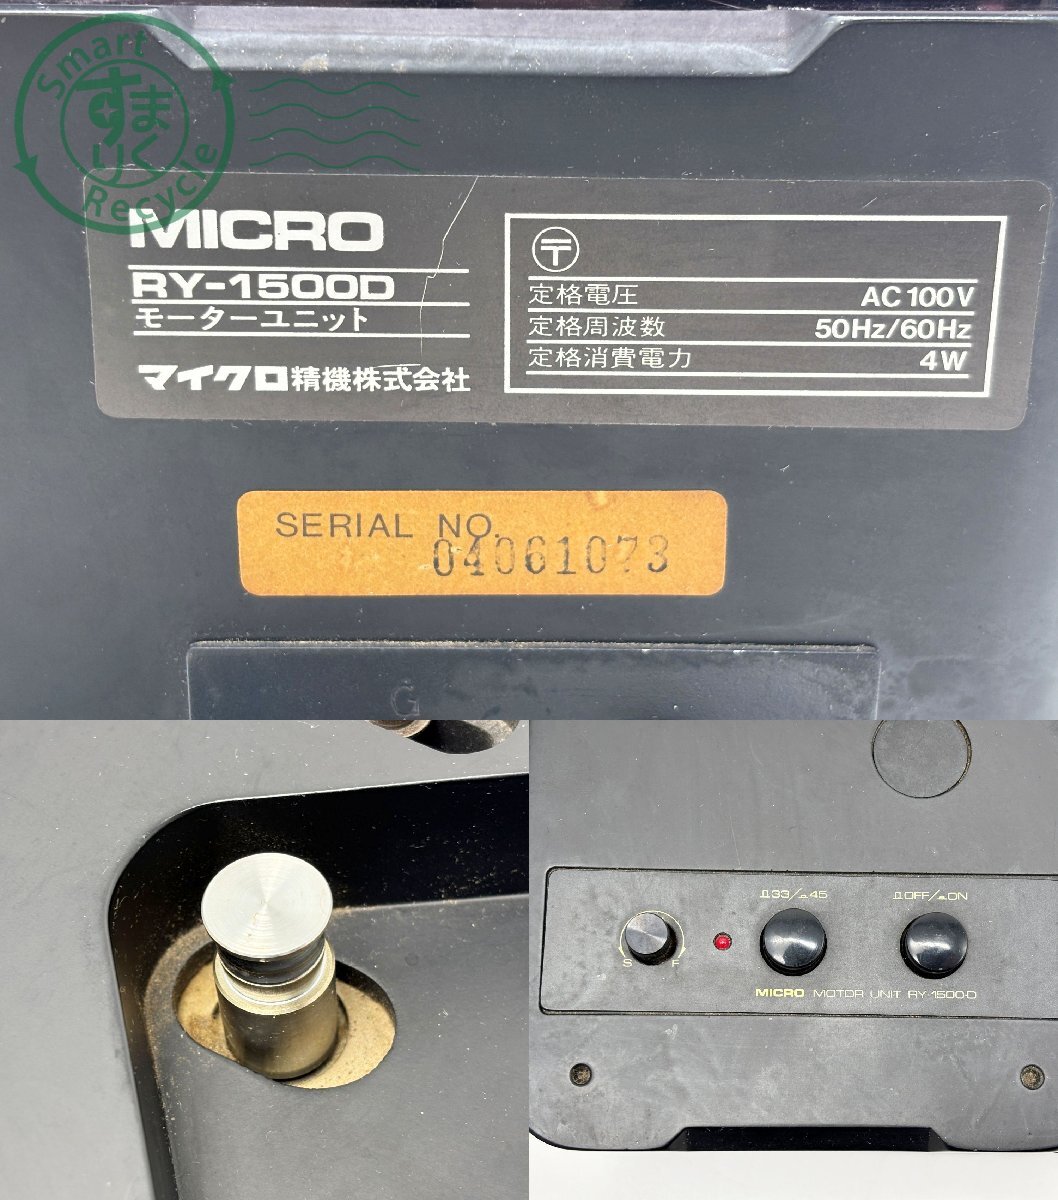 Smart
すまりく
Recycle
MICRO
RY-1500D
モーターユニット
マイクロ精機株式会社
〒
定格電圧 AC100V
定格周波数 50Hz/60Hz
定格消費電力 4W
SERIAL NO.
04061073
G
33/45
OFF/ON
S F
MICRO MOTOR UNIT RY-1500D